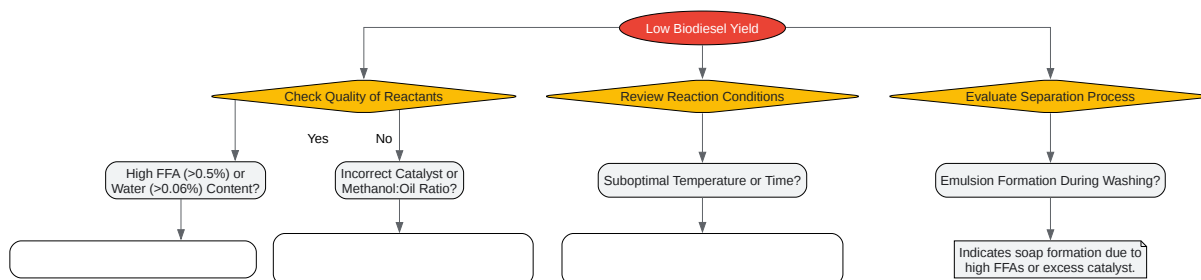 Low Biodiesel Yield
Check Quality of Reactants
Review Reaction Conditions
Evaluate Separation Process
Yes
No
High FFA (>0.5%) or
Water (>0.06%) Content?
Incorrect Catalyst or
Methanol:Oil Ratio?
Suboptimal Temperature or Time?
Emulsion Formation During Washing?
Indicates soap formation due to
high FFAs or excess catalyst.